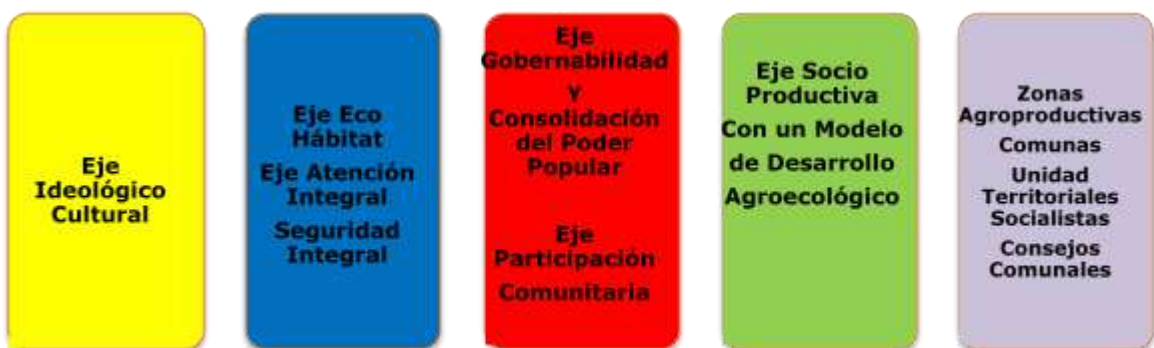 Eje
Ideológico
Cultural
Eje Eco
Hábitat
Eje Atención
Integral
Seguridad
Integral
Eje
Gobernabilidad
Y
Consolidación
del Poder
Popular
Eje
Participación
Comunitaria
Eje Socio
Productiva
Con un Modelo
de Desarrollo
Agroecológico
Zonas
Agroproductivas
Comunas
Unidad
Territoriales
Socialistas
Consejos
Comunales